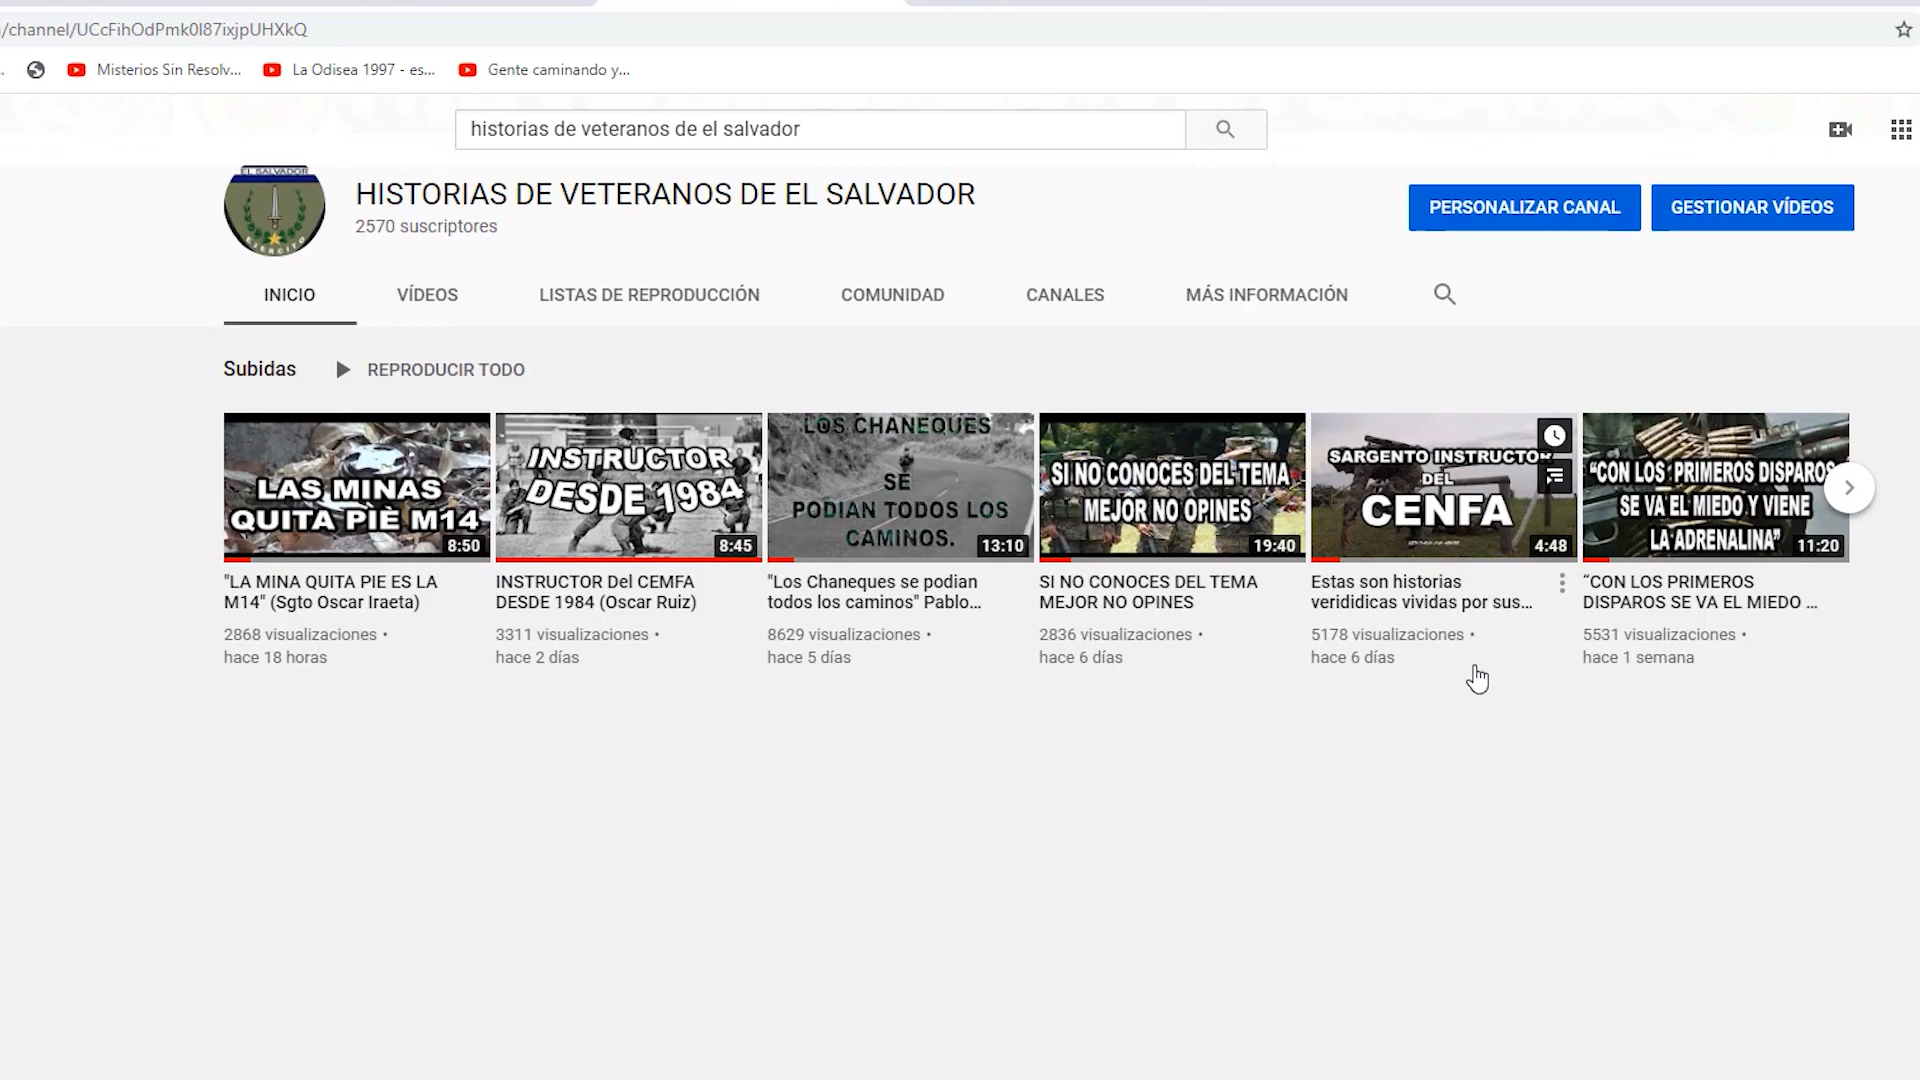 /channel/UCcFihOdPmk0l87ixjpUHXkQ
Misterios Sin Resolv...
La Odisea 1997 - es...
Gente caminando y...
historias de veteranos de el salvador
EL SALVADOR
EJERCITO
HISTORIAS DE VETERANOS DE EL SALVADOR
2570 suscriptores
PERSONALIZAR CANAL
GESTIONAR VÍDEOS
INICIO
VÍDEOS
LISTAS DE REPRODUCCIÓN
COMUNIDAD
CANALES
MÁS INFORMACIÓN
Subidas
REPRODUCIR TODO
LAS MINAS
QUITA PIÈ M14
8:50
"LA MINA QUITA PIE ES LA
M14" (Sgto Oscar Iraeta)
2868 visualizaciones •
hace 18 horas
INSTRUCTOR
DESDE 1984
8:45
INSTRUCTOR Del CEMFA
DESDE 1984 (Oscar Ruiz)
3311 visualizaciones •
hace 2 días
LOS CHANEQUES
SE
PODIAN TODOS LOS
CAMINOS.
13:10
"Los Chaneques se podian
todos los caminos" Pablo...
8629 visualizaciones •
hace 5 días
SI NO CONOCES DEL TEMA
MEJOR NO OPINES
19:40
SI NO CONOCES DEL TEMA
MEJOR NO OPINES
2836 visualizaciones •
hace 6 días
SARGENTO INSTRUCTOR
DEL
CENFA
4:48
Estas son historias
verididicas vividas por sus...
5178 visualizaciones •
hace 6 días
“CON LOS PRIMEROS DISPAROS
SE VA EL MIEDO Y VIENE
LA ADRENALINA”
11:20
“CON LOS PRIMEROS
DISPAROS SE VA EL MIEDO ...
5531 visualizaciones •
hace 1 semana